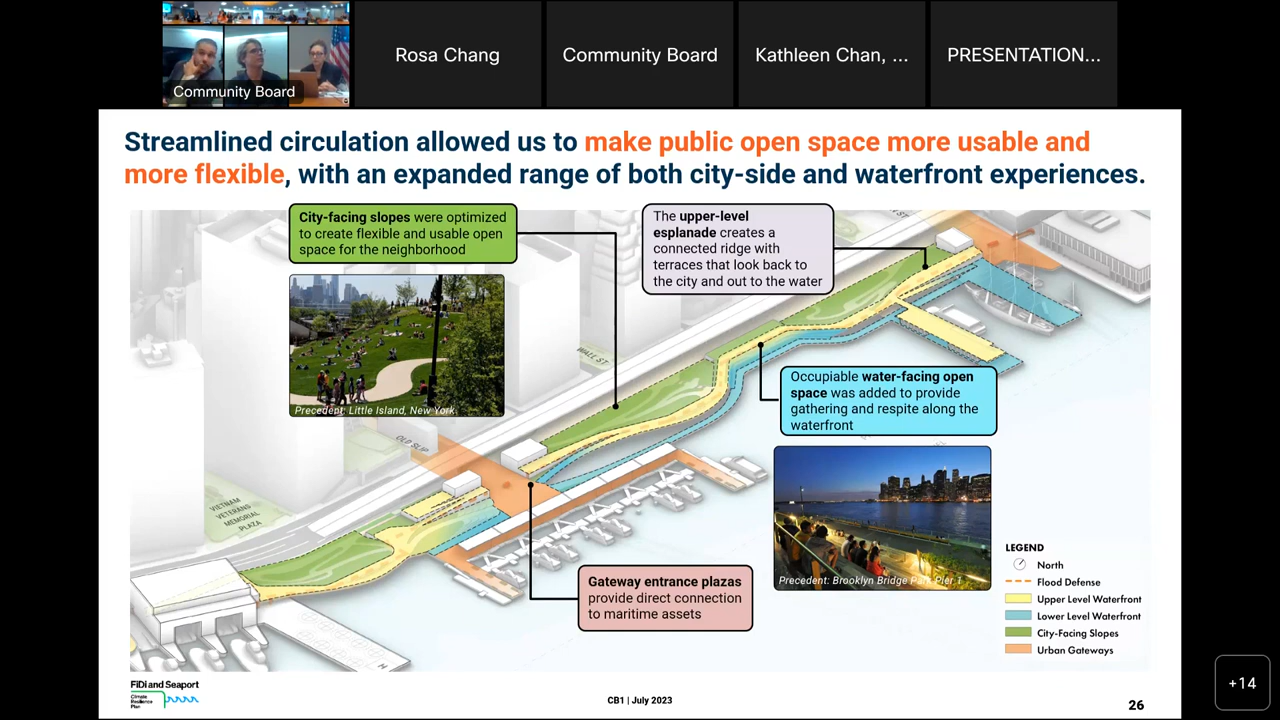 Community Board
Rosa Chang
Community Board
Kathleen Chan, ...
PRESENTATION...
Streamlined circulation allowed us to make public open space more usable and
more flexible, with an expanded range of both city-side and waterfront experiences.
City-facing slopes were optimized
to create flexible and usable open
space for the neighborhood
The upper-level
esplanade creates a
connected ridge with
terraces that look back to
the city and out to the water
Precedent: Little Island, New York
WALL ST
Occupiable water-facing open
space was added to provide
gathering and respite along the
waterfront
OLD SLIP
VIETNAM
VETERANS
MEMORIAL
PLAZA
Precedent: Brooklyn Bridge Park Pier 1
Gateway entrance plazas
provide direct connection
to maritime assets
H
LEGEND
North
Flood Defense
Upper Level Waterfront
Lower Level Waterfront
City-Facing Slopes
Urban Gateways
FiDi and Seaport
Climate
Resilience
Plan
CB1 | July 2023
26
+14